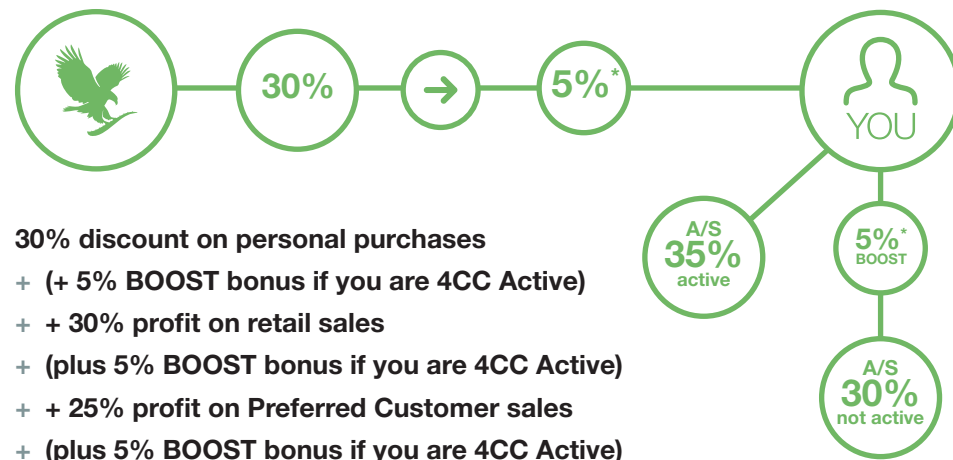 30%
5%*
YOU
A/S
35%
active
5%*
BOOST
A/S
30%
not active
30% discount on personal purchases
+ (+ 5% BOOST bonus if you are 4CC Active)
+ + 30% profit on retail sales
+ (plus 5% BOOST bonus if you are 4CC Active)
+ + 25% profit on Preferred Customer sales
+ (plus 5% BOOST bonus if you are 4CC Active)